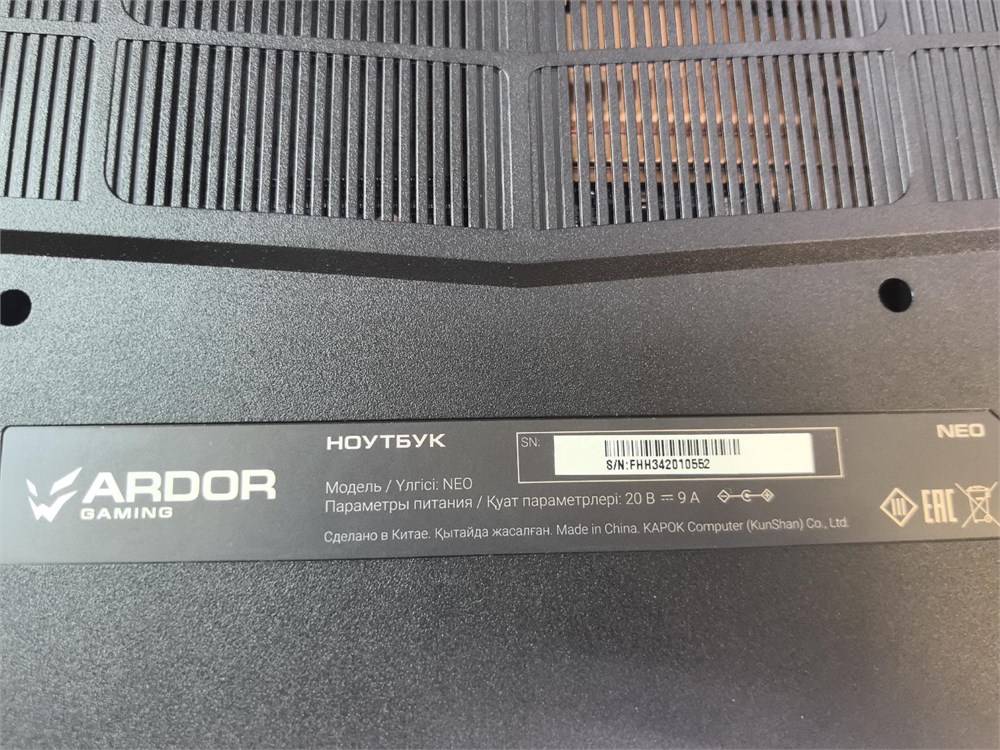 ARDOR
GAMING
НОУТБУК
Модель / Үлгісі: NEO
Параметры питания / Қуат параметрлері: 20 В ⎓ 9 А
Сделано в Китае. Қытайда жасалған. Made in China. KAPOK Computer (KunShan) Co., Ltd.
SN:
S/N:FHH342010552
NEO
EAC